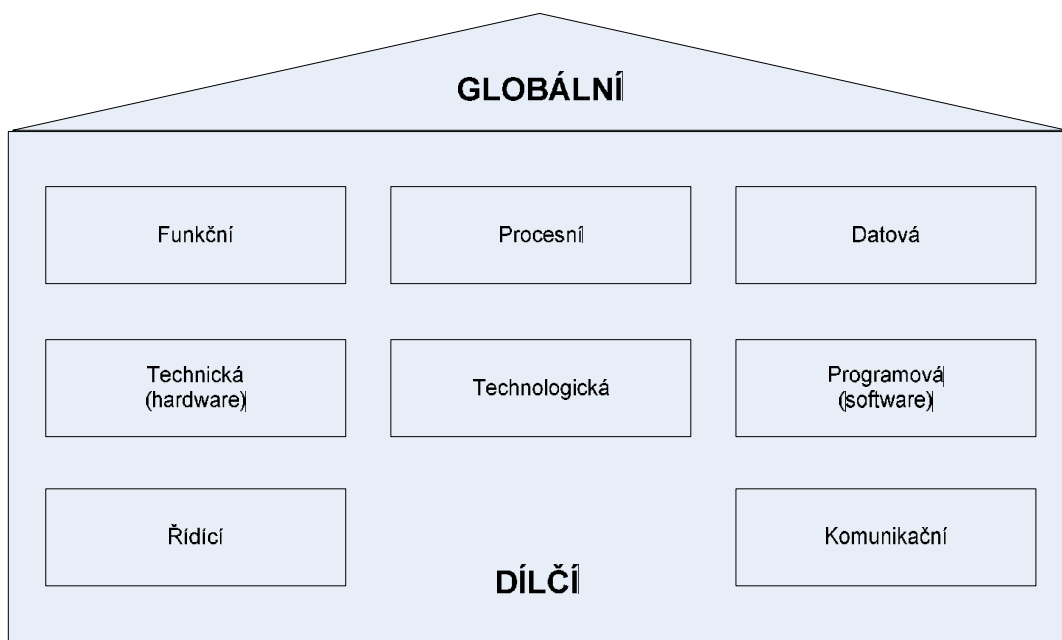 GLOBÁLNÍ
Funkční
Procesní
Datová
Technická
(hardware)
Technologická
Programová
(software)
Řídící
Komunikační
DÍLČÍ